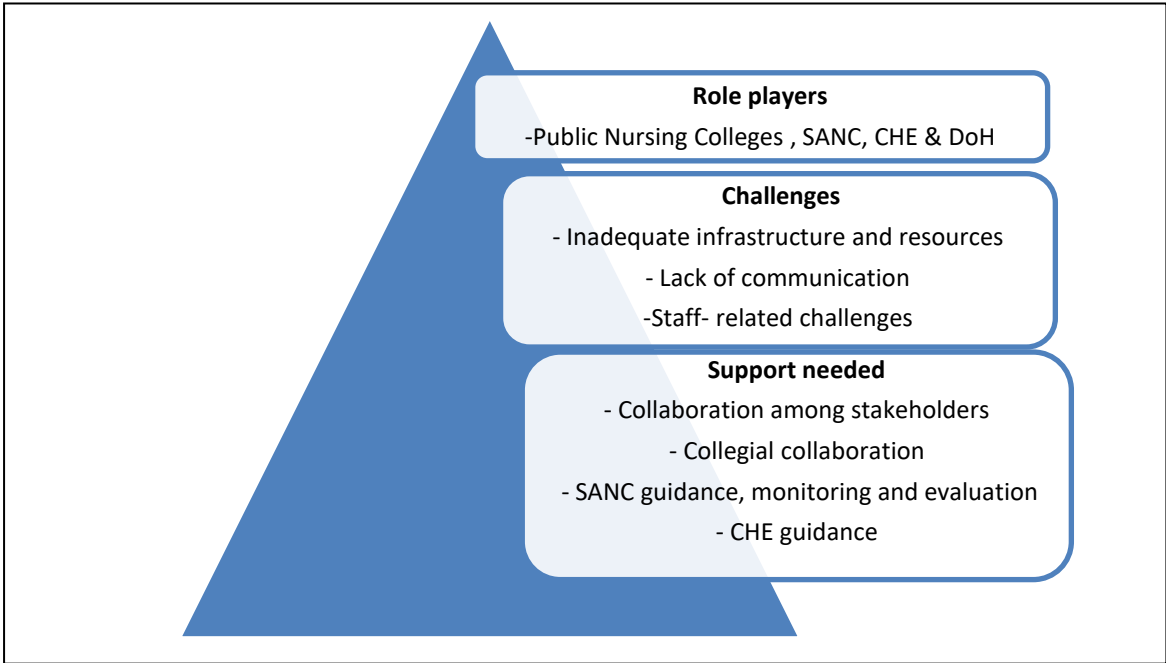 Role players
-Public Nursing Colleges , SANC, CHE & DoH
Challenges
- Inadequate infrastructure and resources
- Lack of communication
-Staff- related challenges
Support needed
- Collaboration among stakeholders
- Collegial collaboration
- SANC guidance, monitoring and evaluation
- CHE guidance